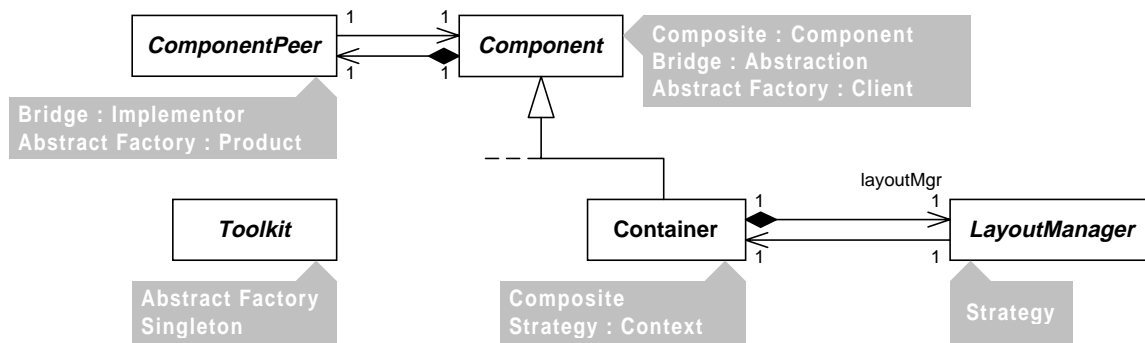 1 1
ComponentPeer
Component
1 1
Composite : Component
Bridge : Abstraction
Abstract Factory : Client
Bridge : Implementor
Abstract Factory : Product
layoutMgr
1 1
Toolkit
Container
LayoutManager
1 1
Abstract Factory
Singleton
Composite
Strategy : Context
Strategy